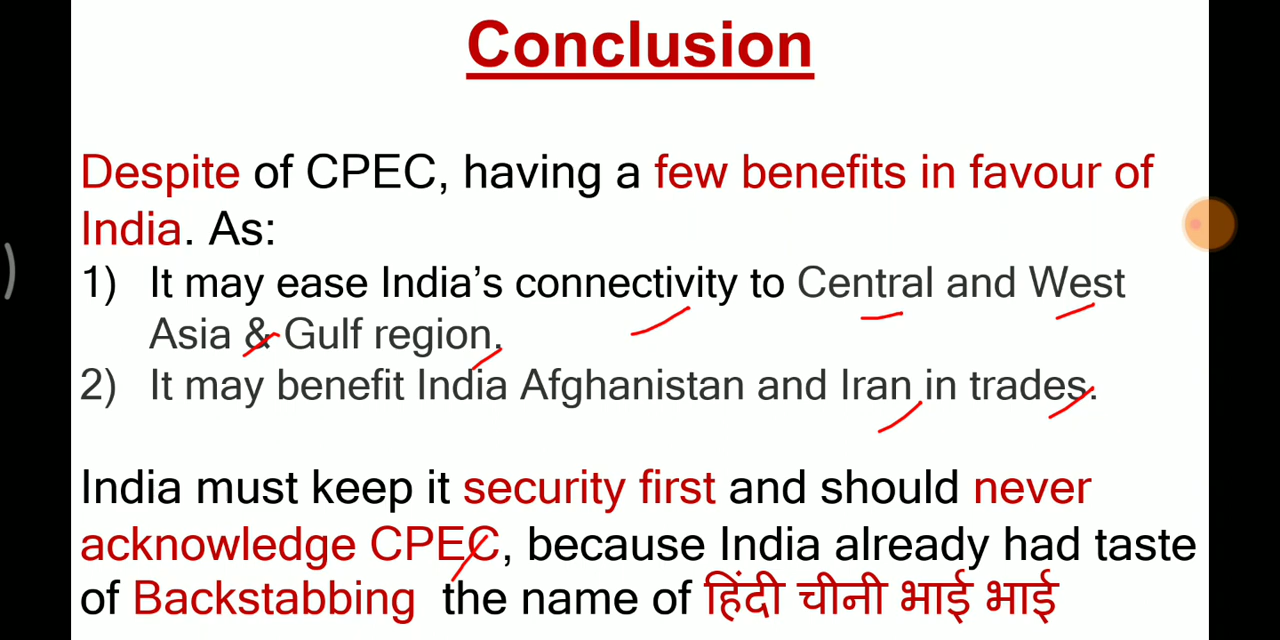 Conclusion
Despite of CPEC, having a few benefits in favour of
India. As:
1) It may ease India’s connectivity to Central and West
Asia & Gulf region.
2) It may benefit India Afghanistan and Iran in trades.
India must keep it security first and should never
acknowledge CPEC, because India already had taste
of Backstabbing the name of हिंदी चीनी भाई भाई